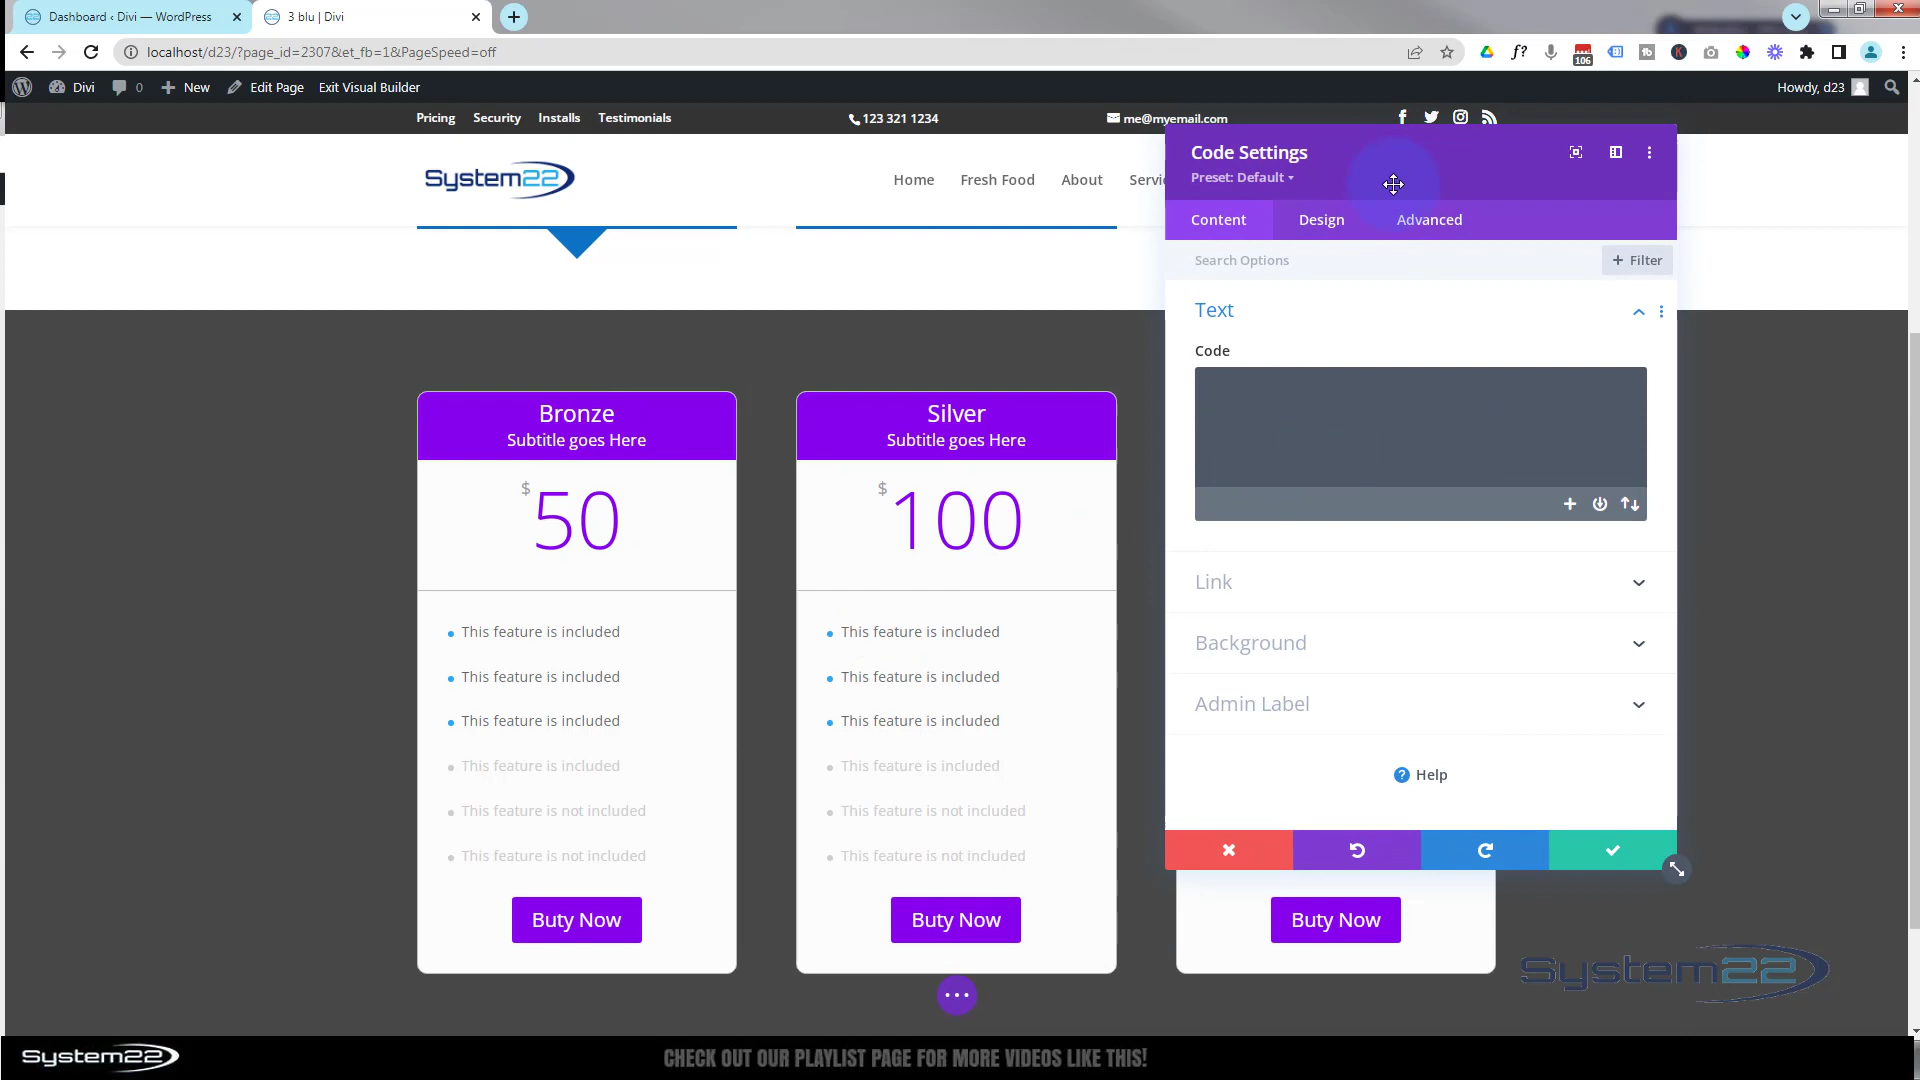 Dashboard ‹ Divi — WordPress
3 blu | Divi
localhost/d23/?page_id=2307&et_fb=1&PageSpeed=off
f?
106
Divi
0
New
Edit Page
Exit Visual Builder
Howdy, d23
Pricing
Security
Installs
Testimonials
123 321 1234
me@myemail.com
System22
Home
Fresh Food
About
Servi
Code Settings
Preset: Default
Content
Design
Advanced
Search Options
+ Filter
Text
Code
Link
Background
Admin Label
Help
Bronze
Subtitle goes Here
$
50
This feature is included
This feature is included
This feature is included
This feature is included
This feature is not included
This feature is not included
Buty Now
Silver
Subtitle goes Here
$
100
This feature is included
This feature is included
This feature is included
This feature is included
This feature is not included
This feature is not included
Buty Now
Buty Now
System22
System22
CHECK OUT OUR PLAYLIST PAGE FOR MORE VIDEOS LIKE THIS!